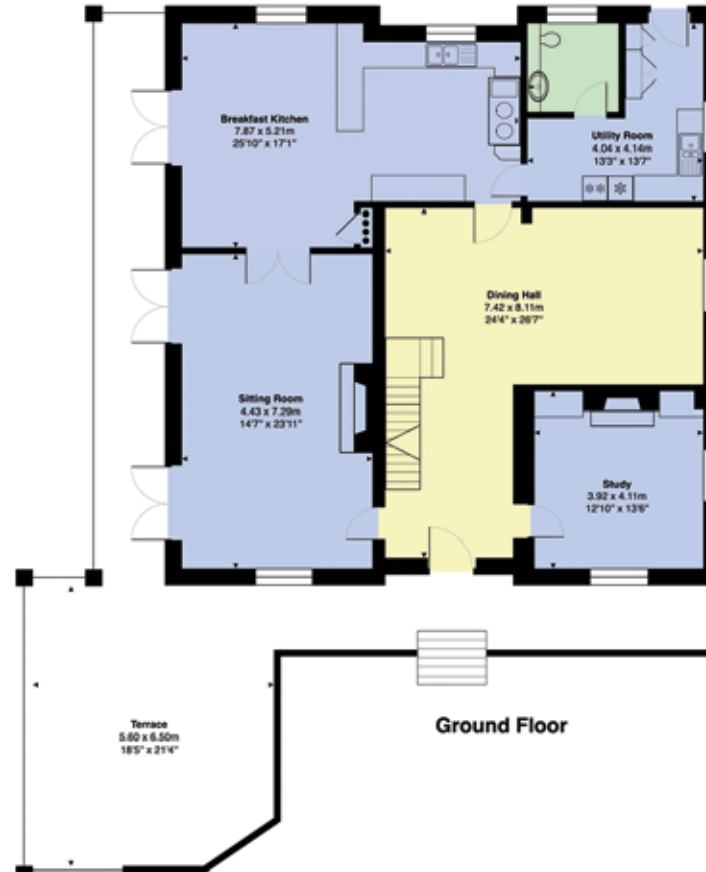 Breakfast Kitchen
7.87 x 5.21m
25'10" x 17'1"
Utility Room
4.04 x 4.14m
13'3" x 13'7"
Dining Hall
7.42 x 8.11m
24'4" x 26'7"
Sitting Room
4.43 x 7.29m
14'7" x 23'11"
Study
3.92 x 4.11m
12'10" x 13'6"
Terrace
5.60 x 6.50m
18'5" x 21'4"
Ground Floor